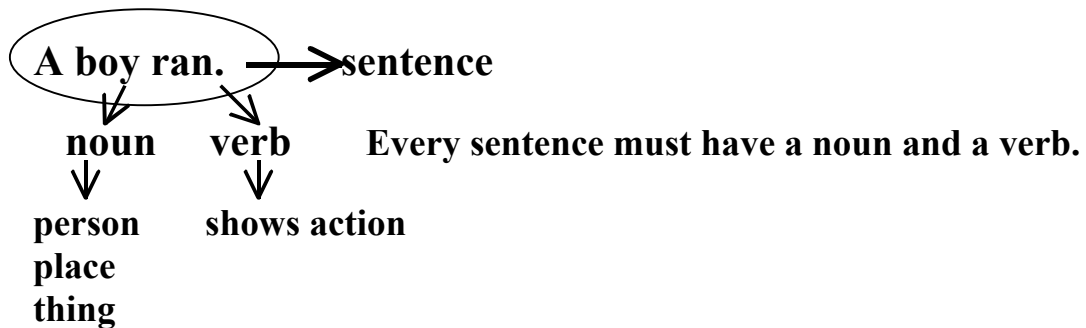 A boy ran. sentence
noun verb Every sentence must have a noun and a verb.
person shows action
place
thing